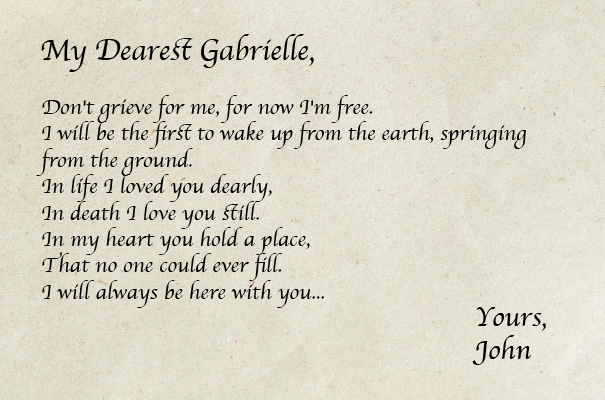 My Dearest Gabrielle,
Don't grieve for me, for now I'm free.
I will be the first to wake up from the earth, springing
from the ground.
In life I loved you dearly,
In death I love you still.
In my heart you hold a place,
That no one could ever fill.
I will always be here with you...
Yours,
John